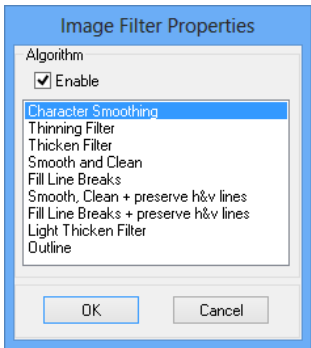 Image Filter Properties
Algorithm
Enable
Character Smoothing
Thinning Filter
Thicken Filter
Smooth and Clean
Fill Line Breaks
Smooth, Clean + preserve h&v lines
Fill Line Breaks + preserve h&v lines
Light Thicken Filter
Outline
OK
Cancel